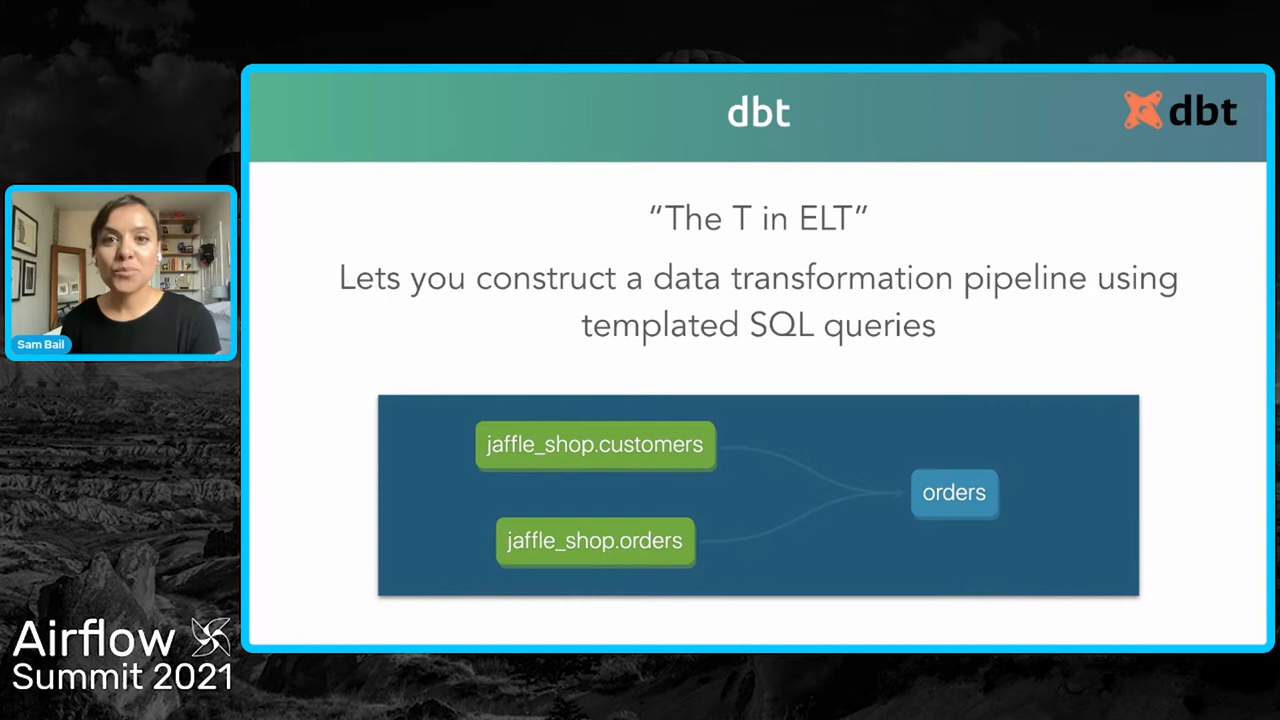 dbt
dbt
“The T in ELT”
Lets you construct a data transformation pipeline using
templated SQL queries
jaffle_shop.customers
orders
jaffle_shop.orders
Sam Bail
Airflow
Summit 2021